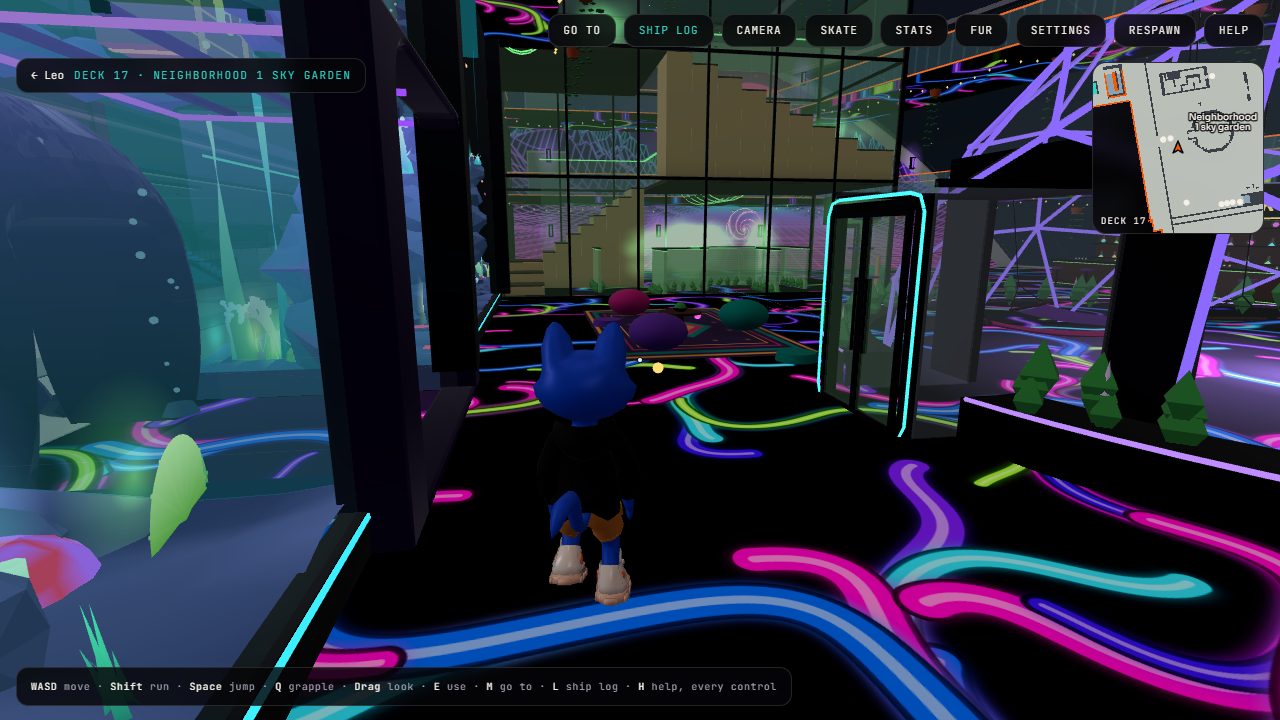 GO TO
SHIP LOG
CAMERA
SKATE
STATS
FUR
SETTINGS
RESPAWN
HELP
← Leo DECK 17 · NEIGHBORHOOD 1 SKY GARDEN
Neighborhood
1 sky garden
DECK 17
WASD move · Shift run · Space jump · Q grapple · Drag look · E use · M go to · L ship log · H help, every control